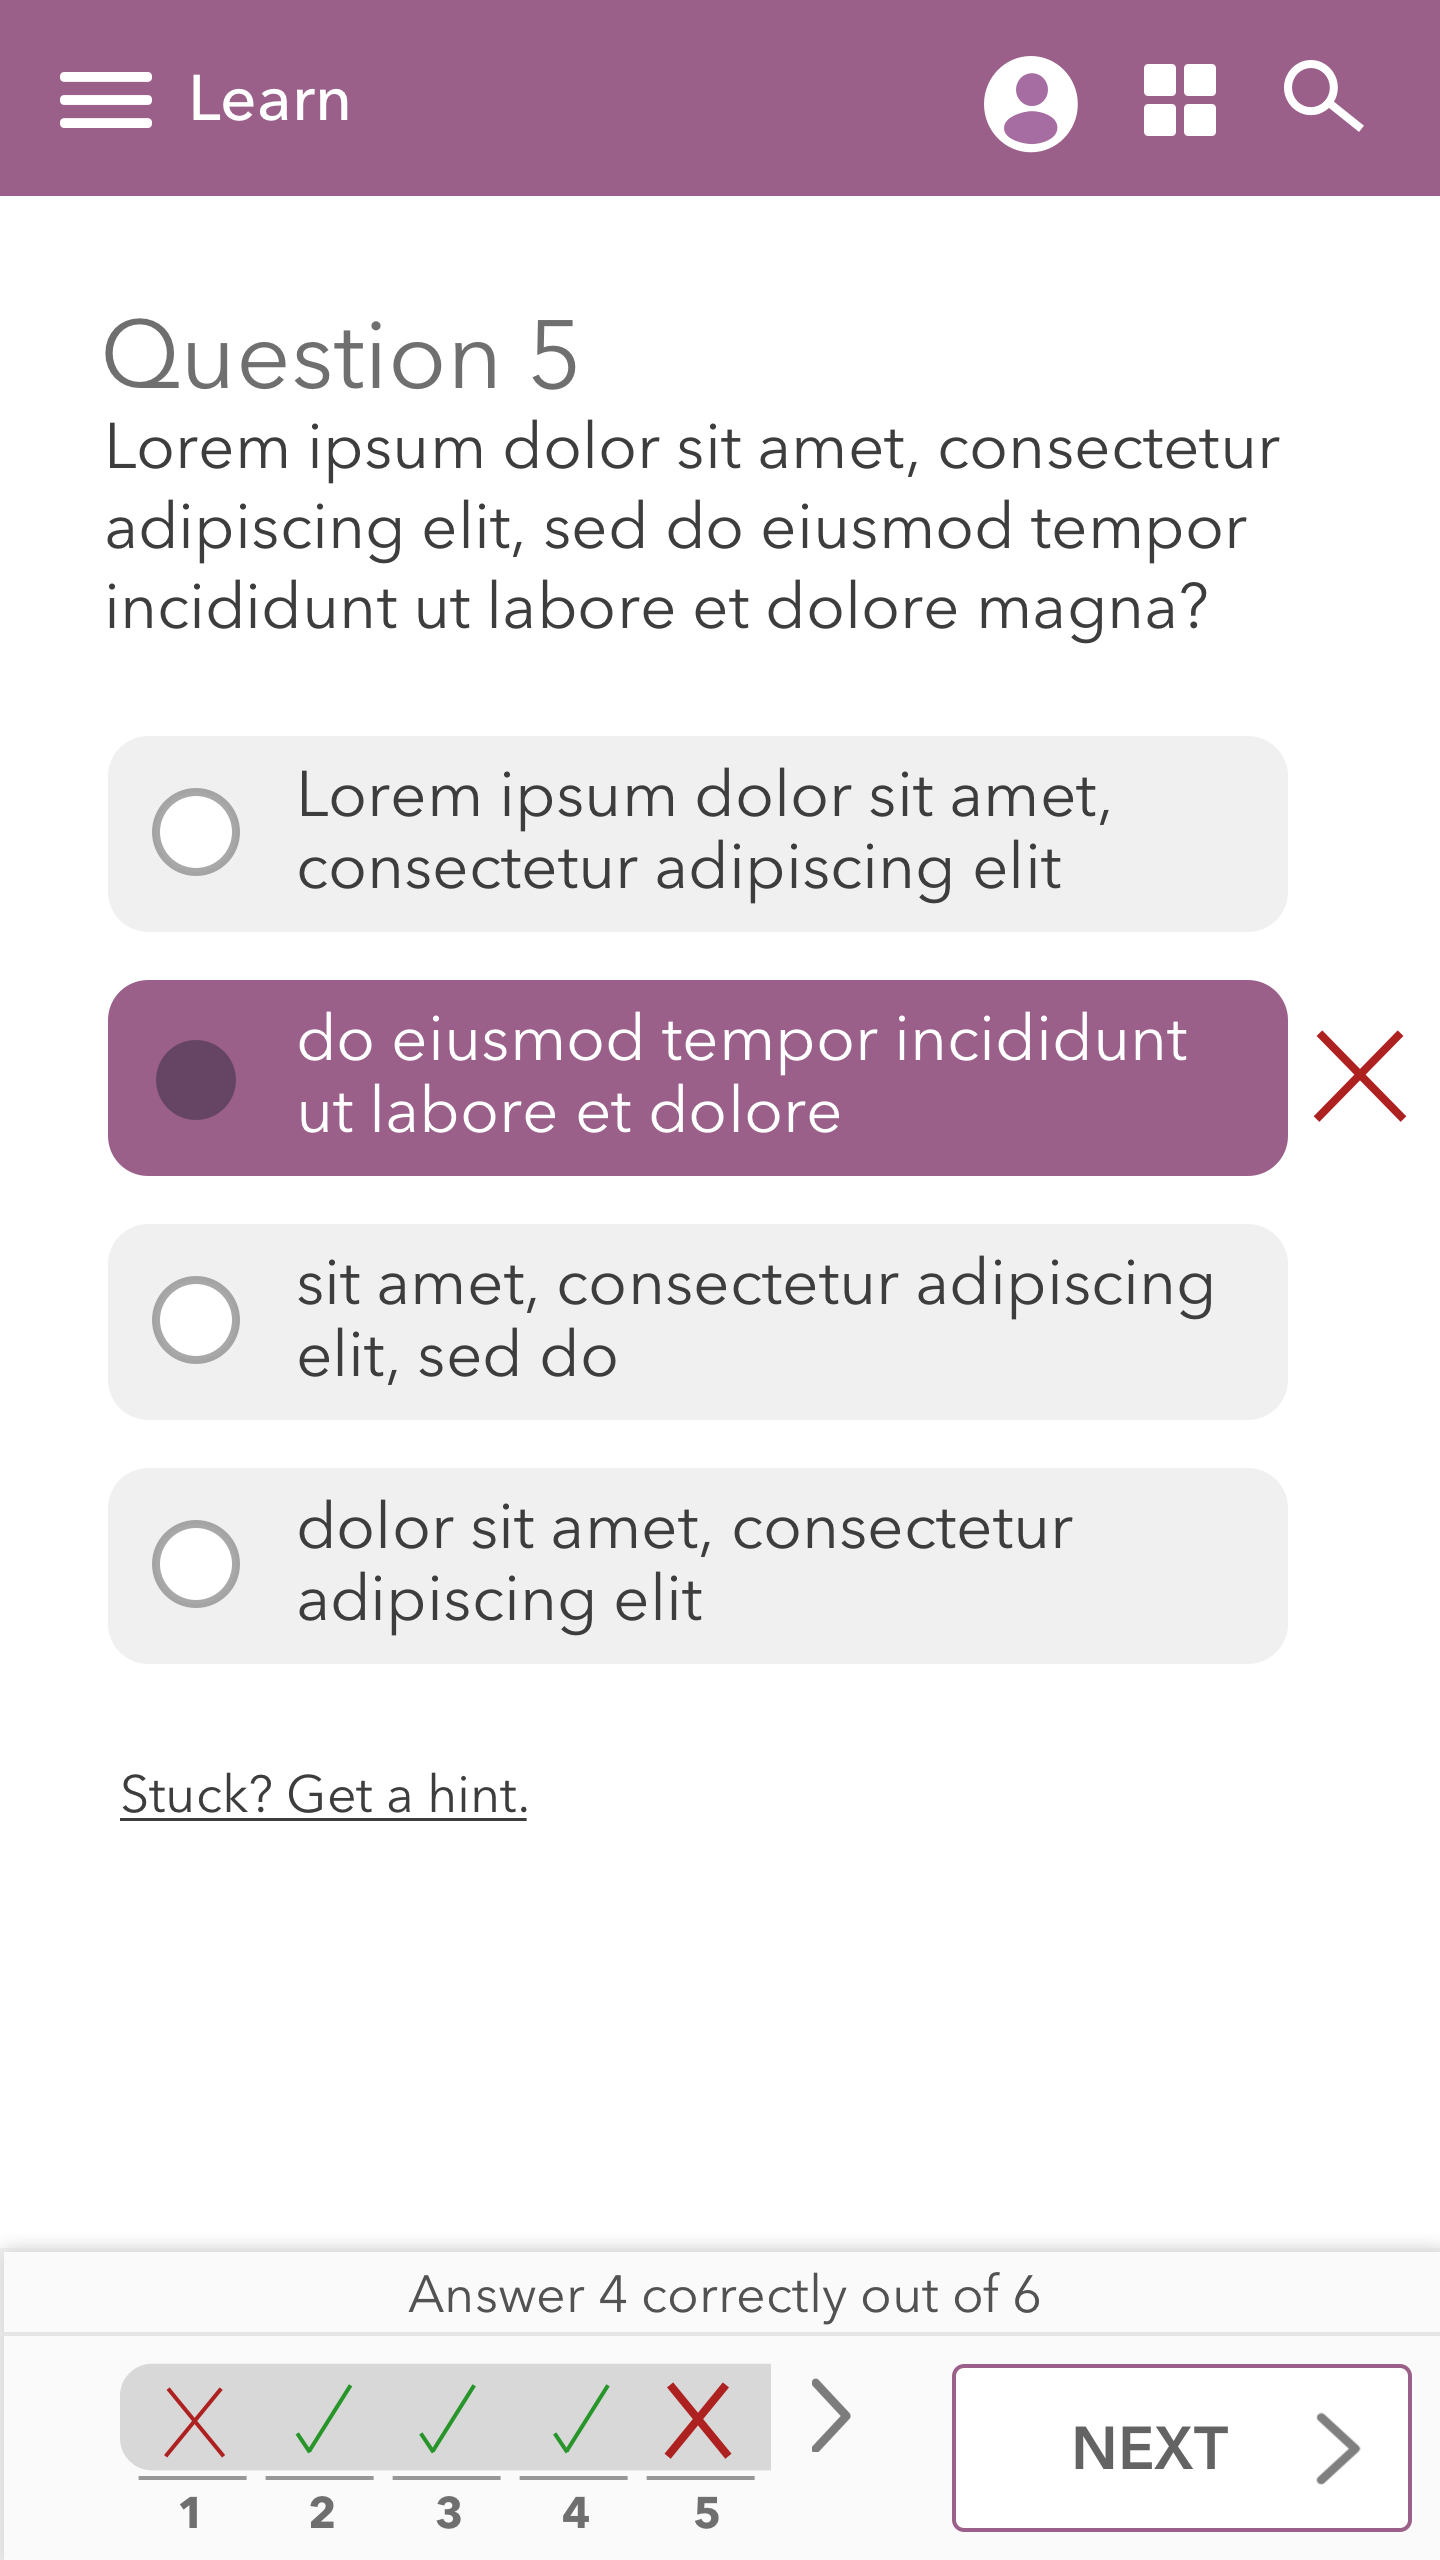 Learn
Question 5
Lorem ipsum dolor sit amet, consectetur
adipiscing elit, sed do eiusmod tempor
incididunt ut labore et dolore magna?
Lorem ipsum dolor sit amet,
consectetur adipiscing elit
do eiusmod tempor incididunt
ut labore et dolore
sit amet, consectetur adipiscing
elit, sed do
dolor sit amet, consectetur
adipiscing elit
Stuck? Get a hint.
Answer 4 correctly out of 6
NEXT
1 2 3 4 5